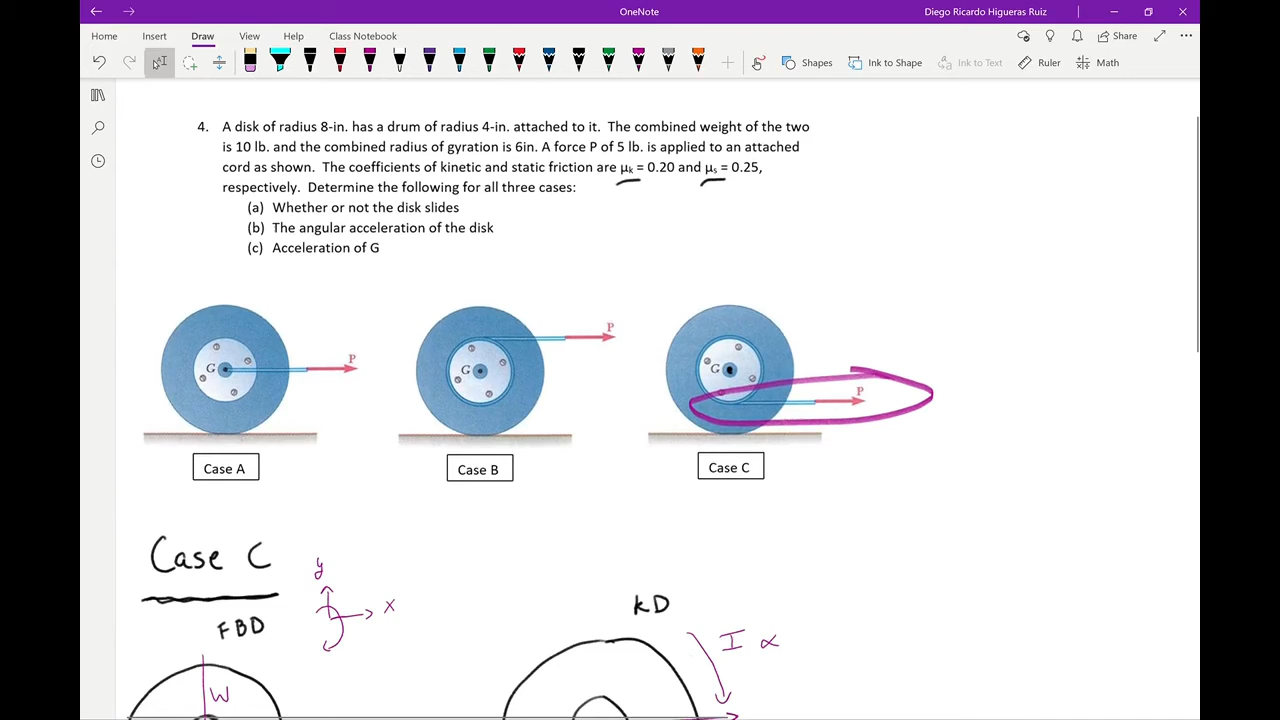 OneNote
Diego Ricardo Higueras Ruiz
Home Insert Draw View Help Class Notebook
Share
Shapes Ink to Shape Ink to Text Ruler Math
4. A disk of radius 8-in. has a drum of radius 4-in. attached to it. The combined weight of the two
is 10 lb. and the combined radius of gyration is 6in. A force P of 5 lb. is applied to an attached
cord as shown. The coefficients of kinetic and static friction are μk = 0.20 and μs = 0.25,
respectively. Determine the following for all three cases:
(a) Whether or not the disk slides
(b) The angular acceleration of the disk
(c) Acceleration of G
G P
G P
G P
Case A
Case B
Case C
Case C
y
x
FBD
KD
I α
W